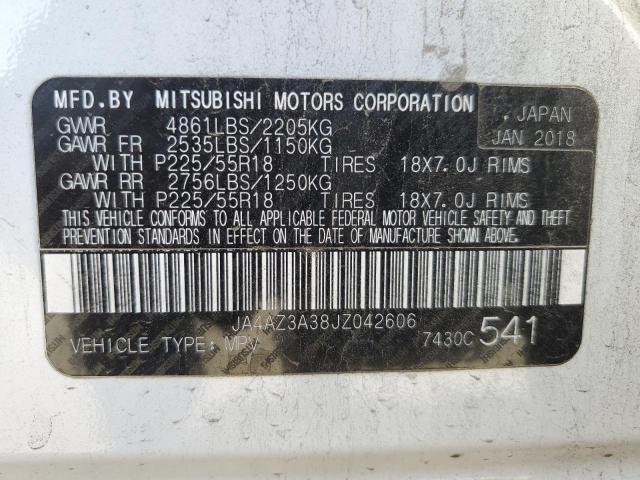 MFD.BY MITSUBISHI MOTORS CORPORATION
. JAPAN
JAN 2018
GVWR 4861LBS/2205KG
GAWR FR 2535LBS/1150KG
WITH P225/55R18 TIRES 18X7.0J RIMS
GAWR RR 2756LBS/1250KG
WITH P225/55R18 TIRES 18X7.0J RIMS
THIS VEHICLE CONFORMS TO ALL APPLICABLE FEDERAL MOTOR VEHICLE SAFETY AND THEFT
PREVENTION STANDARDS IN EFFECT ON THE DATE OF MANUFACTURE SHOWN ABOVE.
JA4AZ3A38JZ042606
VEHICLE TYPE: MPV 7430C 541